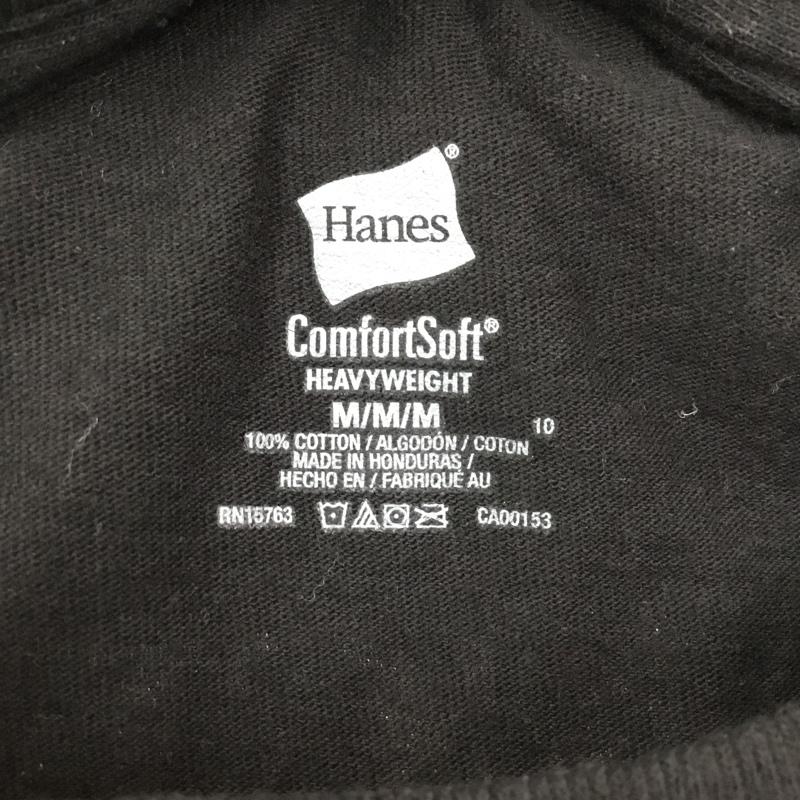 Hanes®
ComfortSoft®
HEAVYWEIGHT
M/M/M
10
100% COTTON / ALGODÓN / COTON
MADE IN HONDURAS /
HECHO EN / FABRIQUÉ AU
RN15763 CA00153